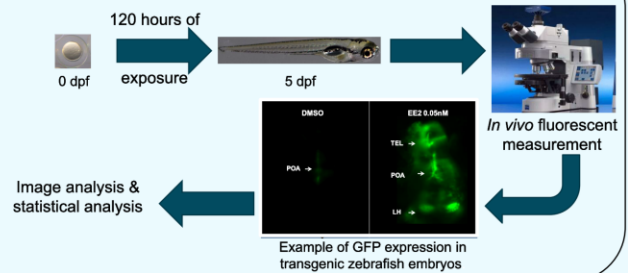 120 hours of
exposure
0 dpf
5 dpf
In vivo fluorescent
measurement
DMSO
POA
EE2 0.05nM
TEL
POA
LH
Example of GFP expression in
transgenic zebrafish embryos
Image analysis &
statistical analysis